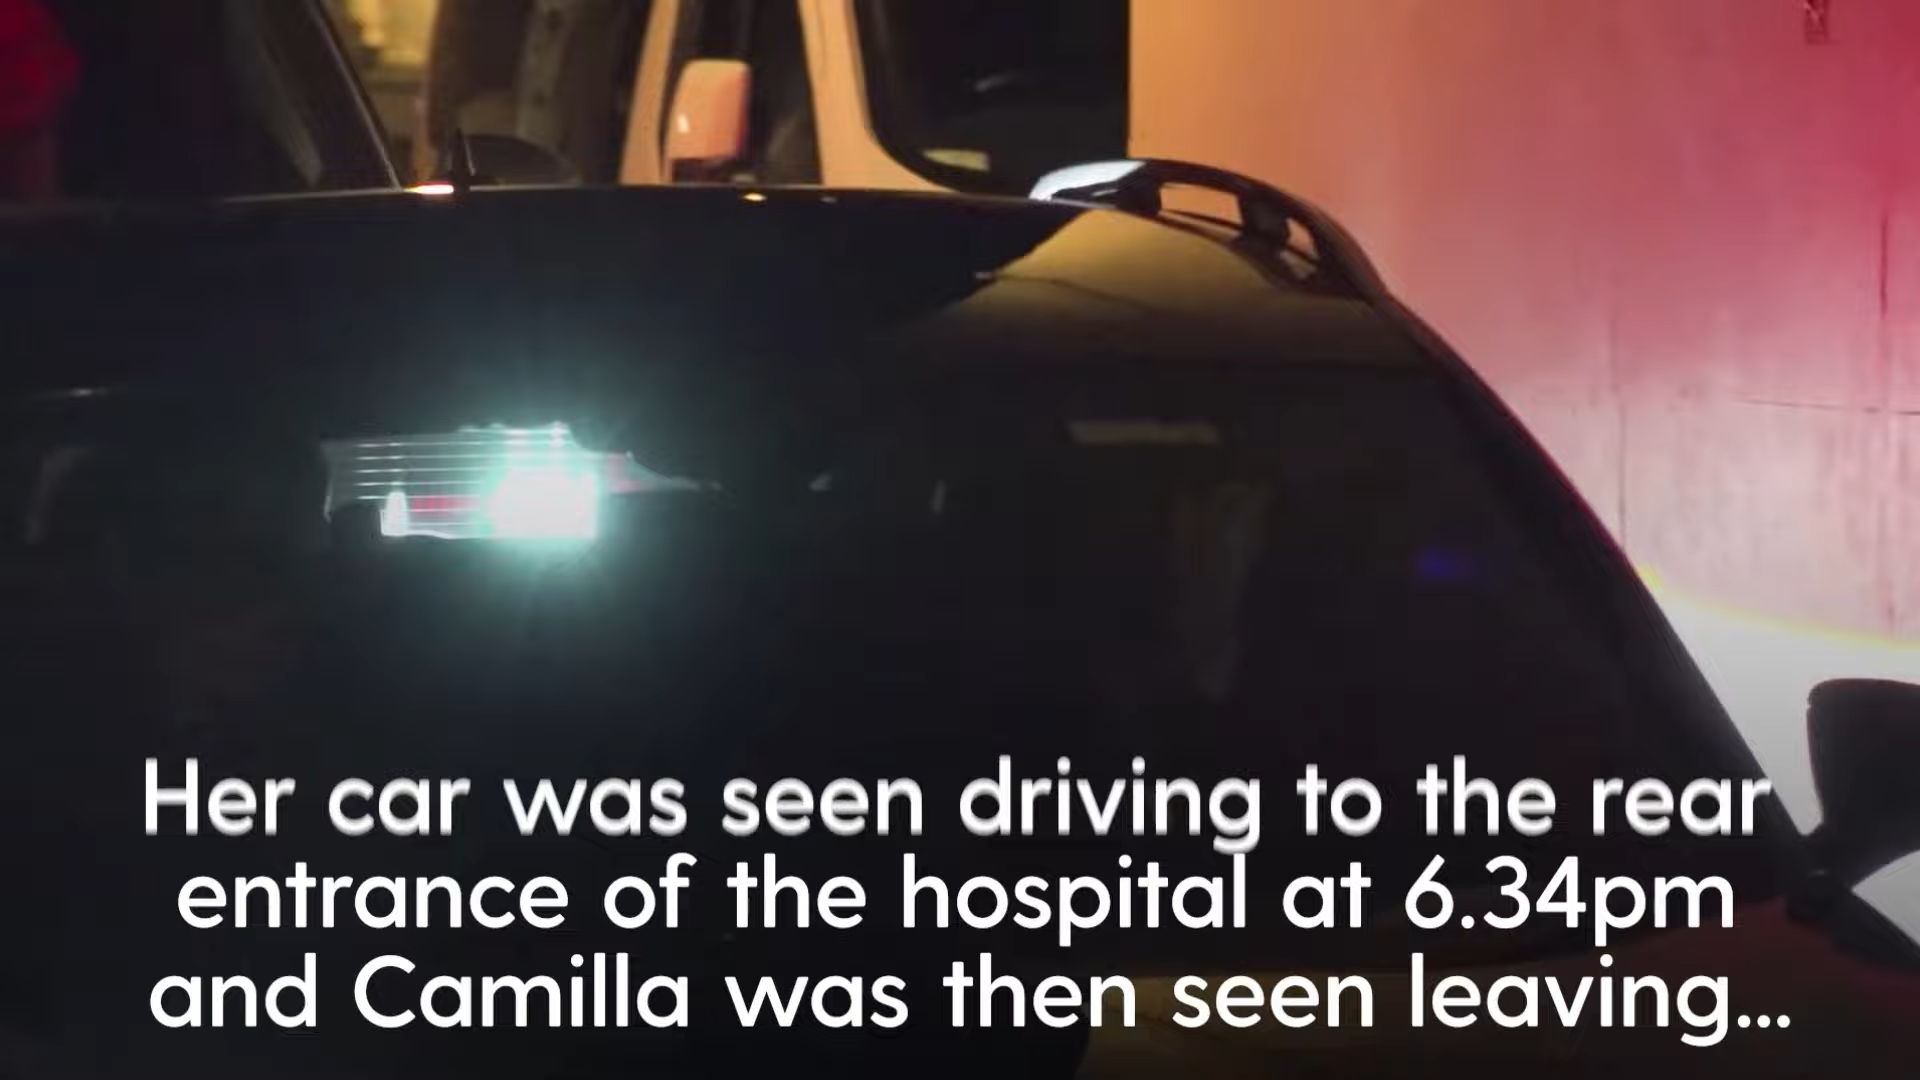 Her car was seen driving to the rear
entrance of the hospital at 6.34pm
and Camilla was then seen leaving...